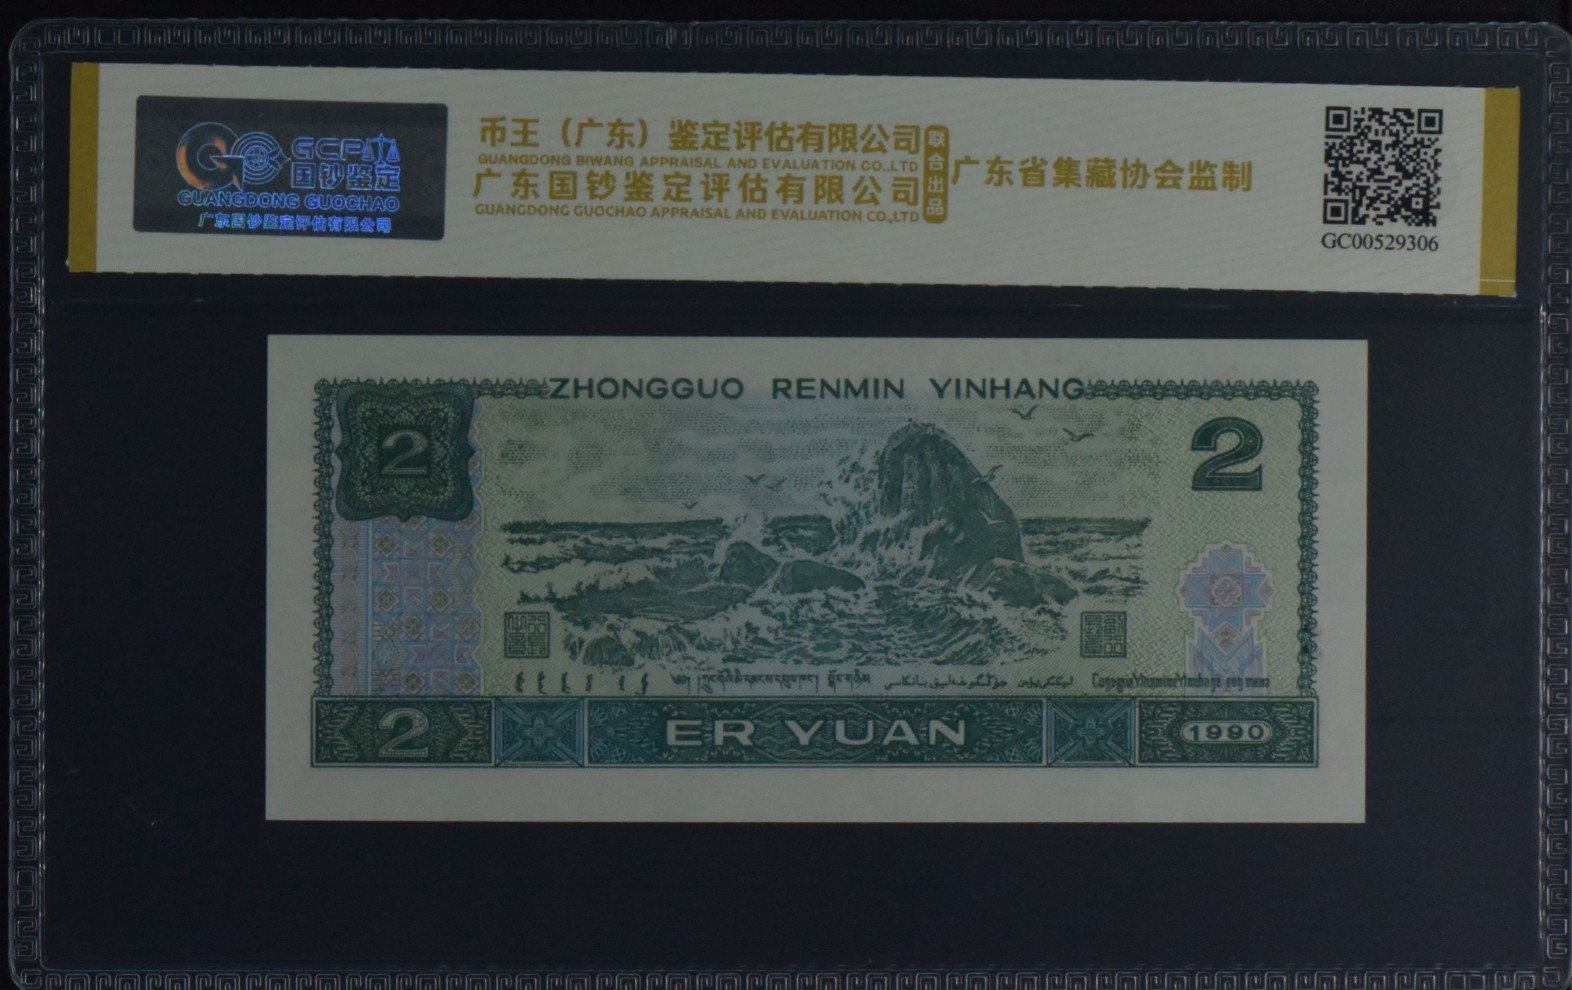 GCP
国钞鉴定
GUANGDONG GUOCHAO
广东国钞鉴定评估有限公司
币王（广东）鉴定评估有限公司
GUANGDONG BIWANG APPRAISAL AND EVALUATION CO.,LTD
广东国钞鉴定评估有限公司
GUANGDONG GUOCHAO APPRAISAL AND EVALUATION CO.,LTD
联合出品
广东省集藏协会监制
GC00529306
ZHONGGUO RENMIN YINHANG
2
2
2
ER YUAN
1990